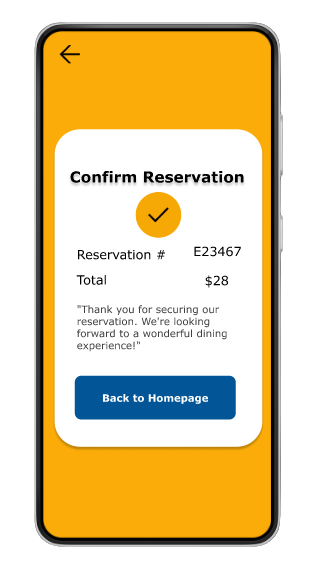 Confirm Reservation
Reservation # E23467
Total $28
"Thank you for securing our
reservation. We're looking
forward to a wonderful dining
experience!"
Back to Homepage